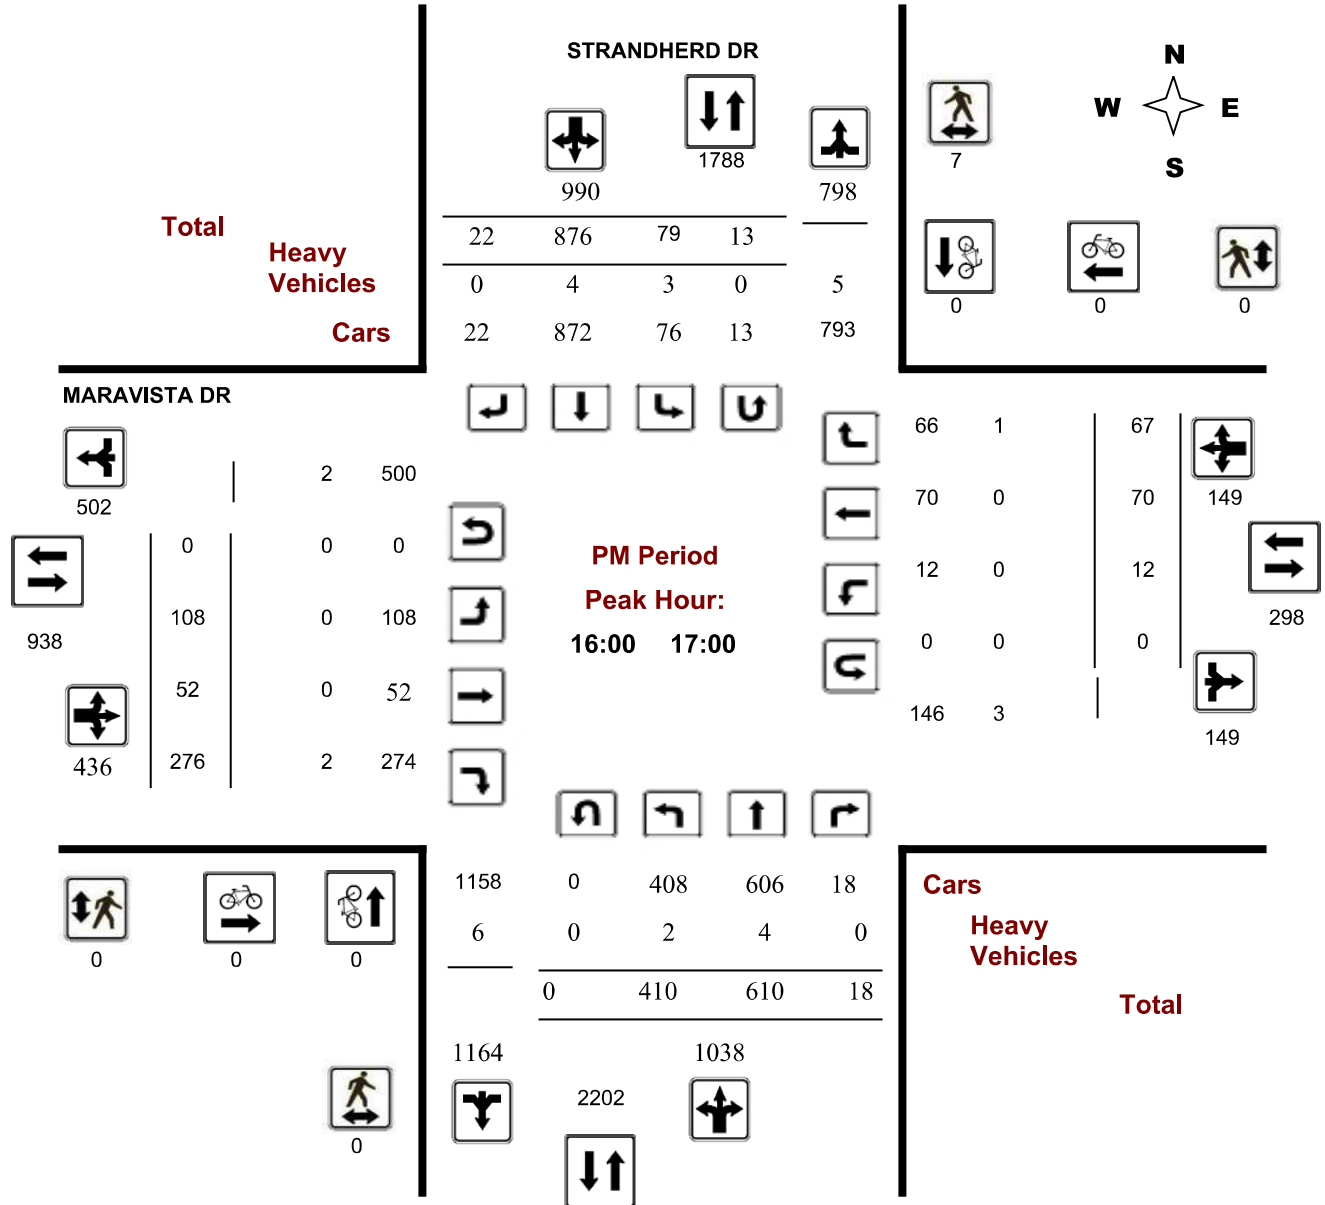 STRANDHERD DR
N
W E
S
1788
7
990
798
Total
22 876 79 13
Heavy
Vehicles
0 4 3 0 5
0 0 0
Cars
22 872 76 13 793
MARAVISTA DR
66 1 67
2 500
502
70 0 70 149
0 0 0
PM Period
12 0 12
Peak Hour:
108 0 108
298
938
16:00 17:00
0 0 0
52 0 52
146 3
149
436 276 2 274
1158 0 408 606 18
Cars
6 0 2 4 0
Heavy
Vehicles
0 0 0
0 410 610 18
Total
1164 1038
2202
0